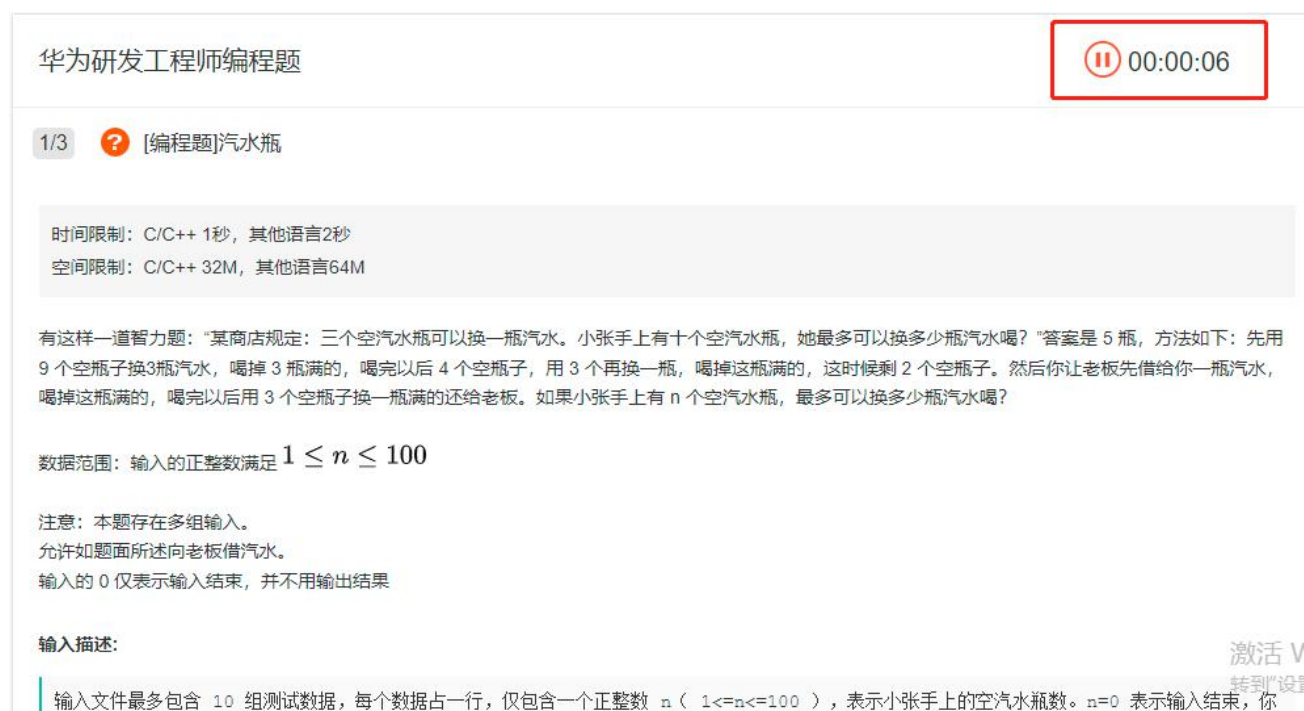 华为研发工程师编程题
00:00:06
1/3 ? [编程题]汽水瓶
时间限制：C/C++ 1秒，其他语言2秒
空间限制：C/C++ 32M，其他语言64M
有这样一道智力题：“某商店规定：三个空汽水瓶可以换一瓶汽水。小张手上有十个空汽水瓶，她最多可以换多少瓶汽水喝？”答案是 5 瓶，方法如下：先用
9 个空瓶子换3瓶汽水，喝掉 3 瓶满的，喝完以后 4 个空瓶子，用 3 个再换一瓶，喝掉这瓶满的，这时候剩 2 个空瓶子。然后你让老板先借给你一瓶汽水，
喝掉这瓶满的，喝完以后用 3 个空瓶子换一瓶满的还给老板。如果小张手上有 n 个空汽水瓶，最多可以换多少瓶汽水喝？
数据范围：输入的正整数满足 1 ≤ n ≤ 100
注意：本题存在多组输入。
允许如题面所述向老板借汽水。
输入的 0 仅表示输入结束，并不用输出结果
输入描述:
激活 W
转到"设置
输入文件最多包含 10 组测试数据，每个数据占一行，仅包含一个正整数 n（ 1<=n<=100 ），表示小张手上的空汽水瓶数。n=0 表示输入结束，你